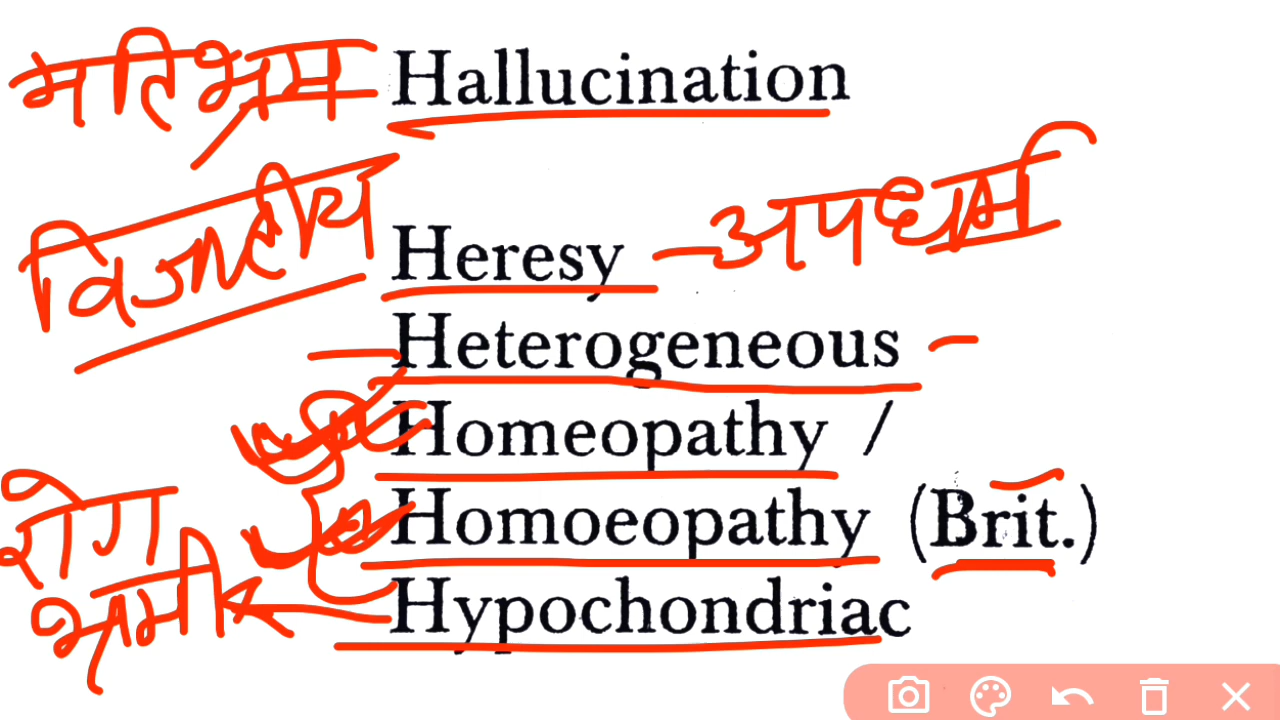 मतिभ्रम Hallucination
विजातीय Heresy - अपधर्म
- Heterogeneous -
Homeopathy /
Homoeopathy (Brit.)
रोग
भ्रमी Hypochondriac